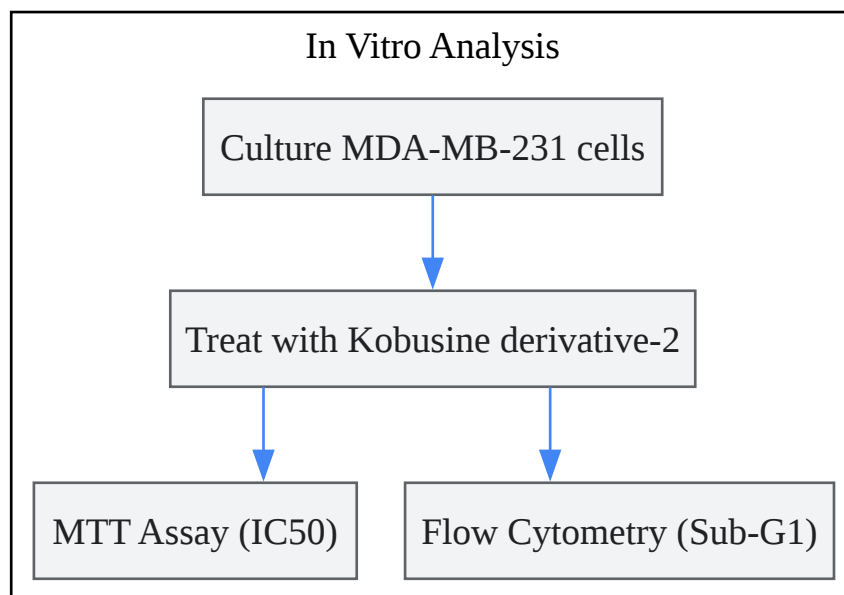 In Vitro Analysis
Culture MDA-MB-231 cells
Treat with Kobusine derivative-2
MTT Assay (IC50)
Flow Cytometry (Sub-G1)